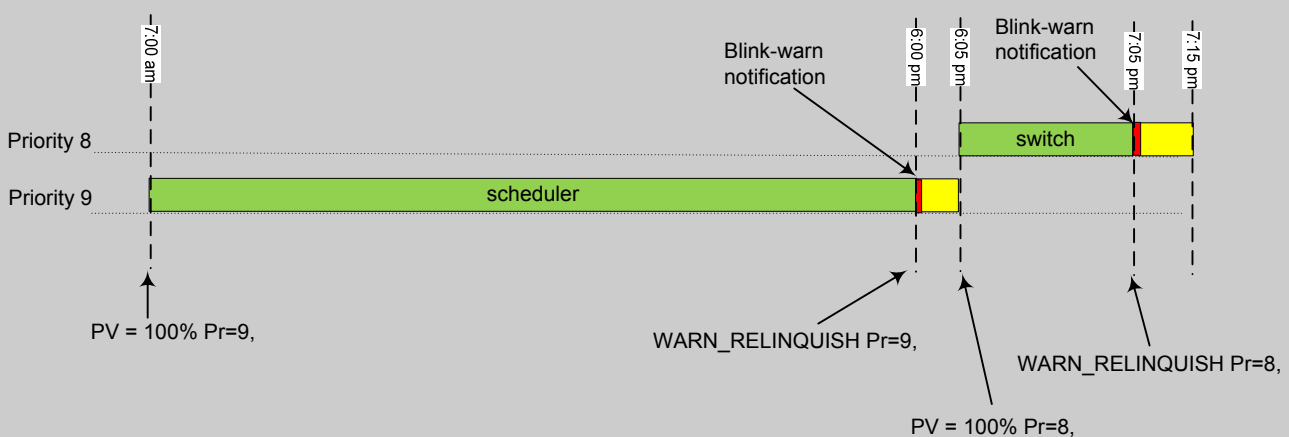 7:00 am
6:00 pm
6:05 pm
7:05 pm
7:15 pm
Blink-warn
notification
Blink-warn
notification
Priority 8
switch
Priority 9
scheduler
PV = 100% Pr=9,
WARN_RELINQUISH Pr=9,
WARN_RELINQUISH Pr=8,
PV = 100% Pr=8,